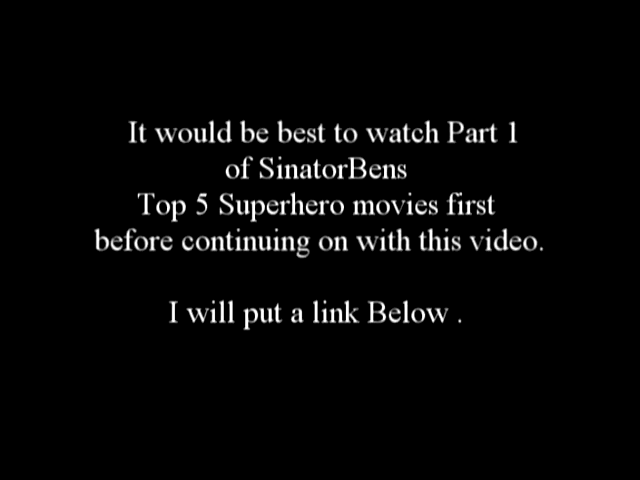 It would be best to watch Part 1
of SinatorBens
Top 5 Superhero movies first
before continuing on with this video.
I will put a link Below .